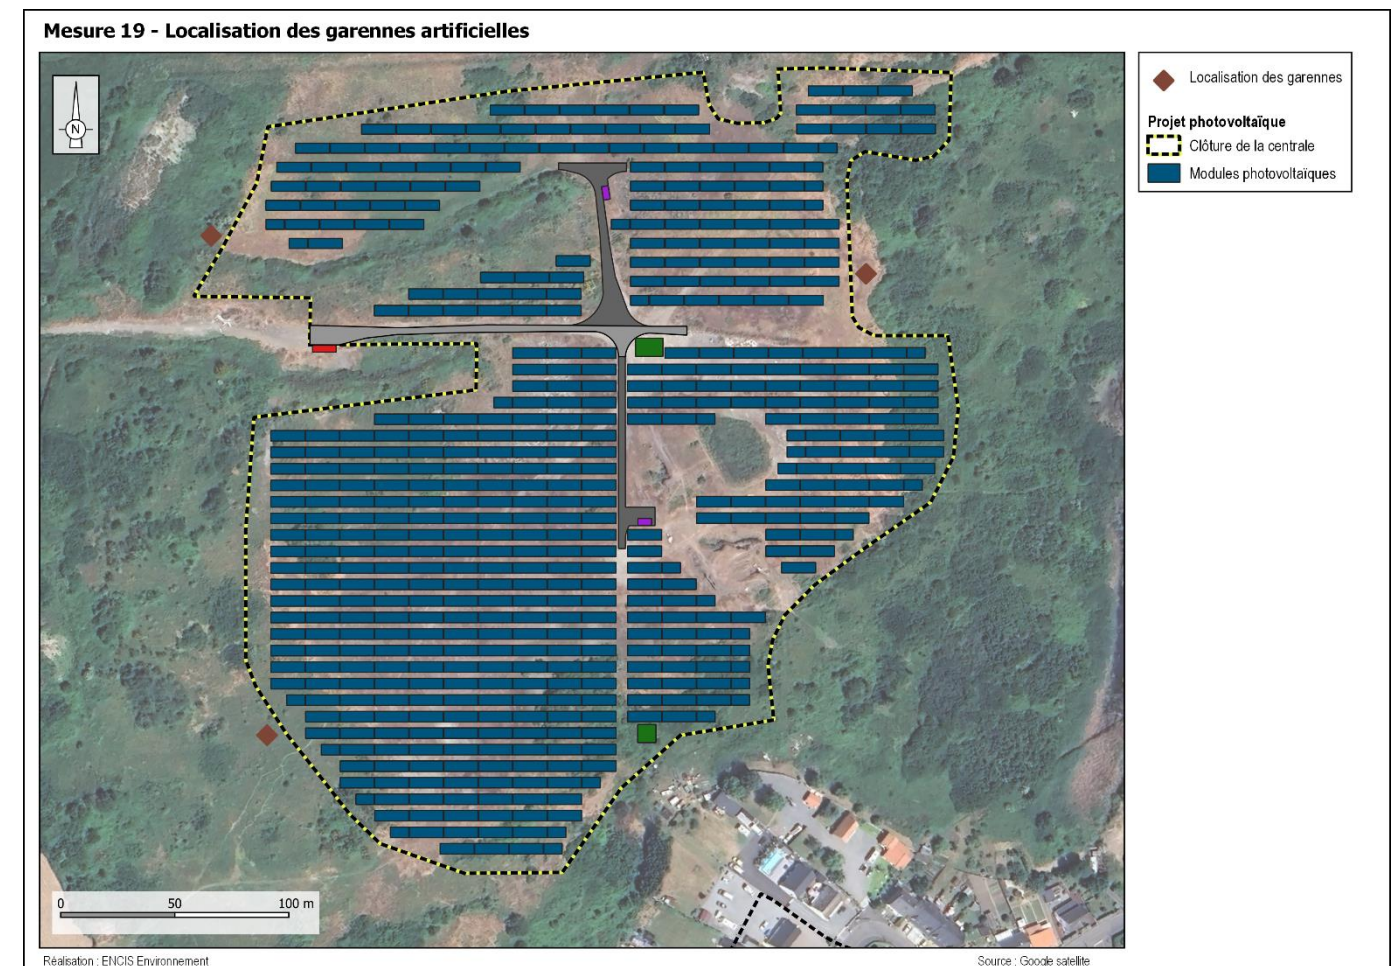 Mesure 19 - Localisation des garennes artificielles
N
Localisation des garennes
Projet photovoltaïque
Clôture de la centrale
Modules photovoltaïques
0 50 100 m
Réalisation : ENCIS Environnement
Source : Google satellite